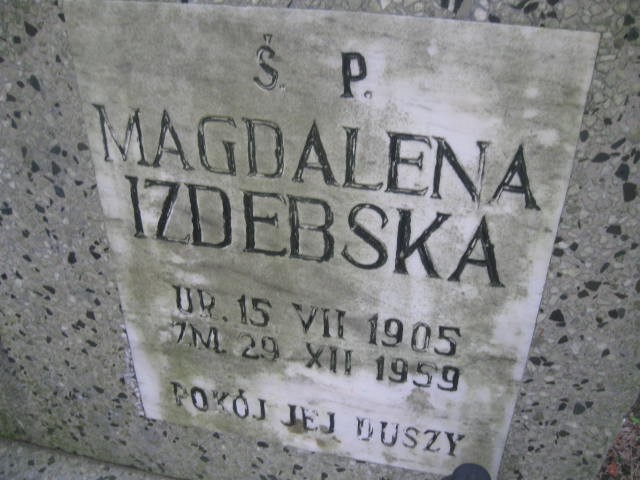 Ś. P.
MAGDALENA
IZDEBSKA
UR. 15 VII 1905
ZM. 29 XII 1959
POKÓJ JEJ DUSZY